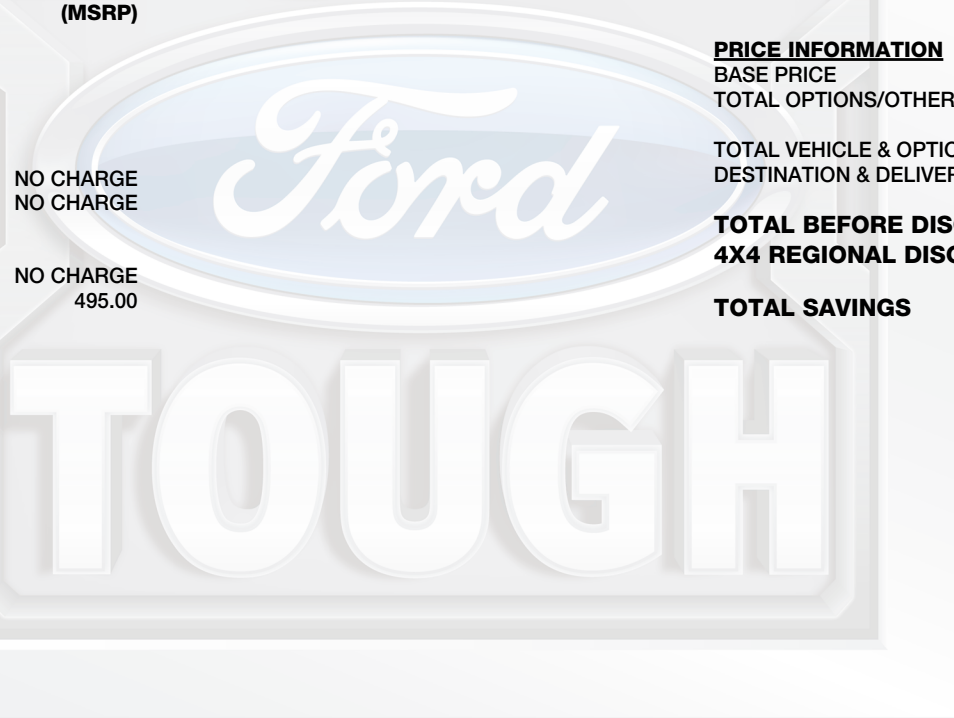 (MSRP)
NO CHARGE
NO CHARGE
NO CHARGE
495.00
PRICE INFORMATION
BASE PRICE
TOTAL OPTIONS/OTHER
TOTAL VEHICLE & OPTIO
DESTINATION & DELIVER
TOTAL BEFORE DISC
4X4 REGIONAL DISC
TOTAL SAVINGS
Ford
TOUGH